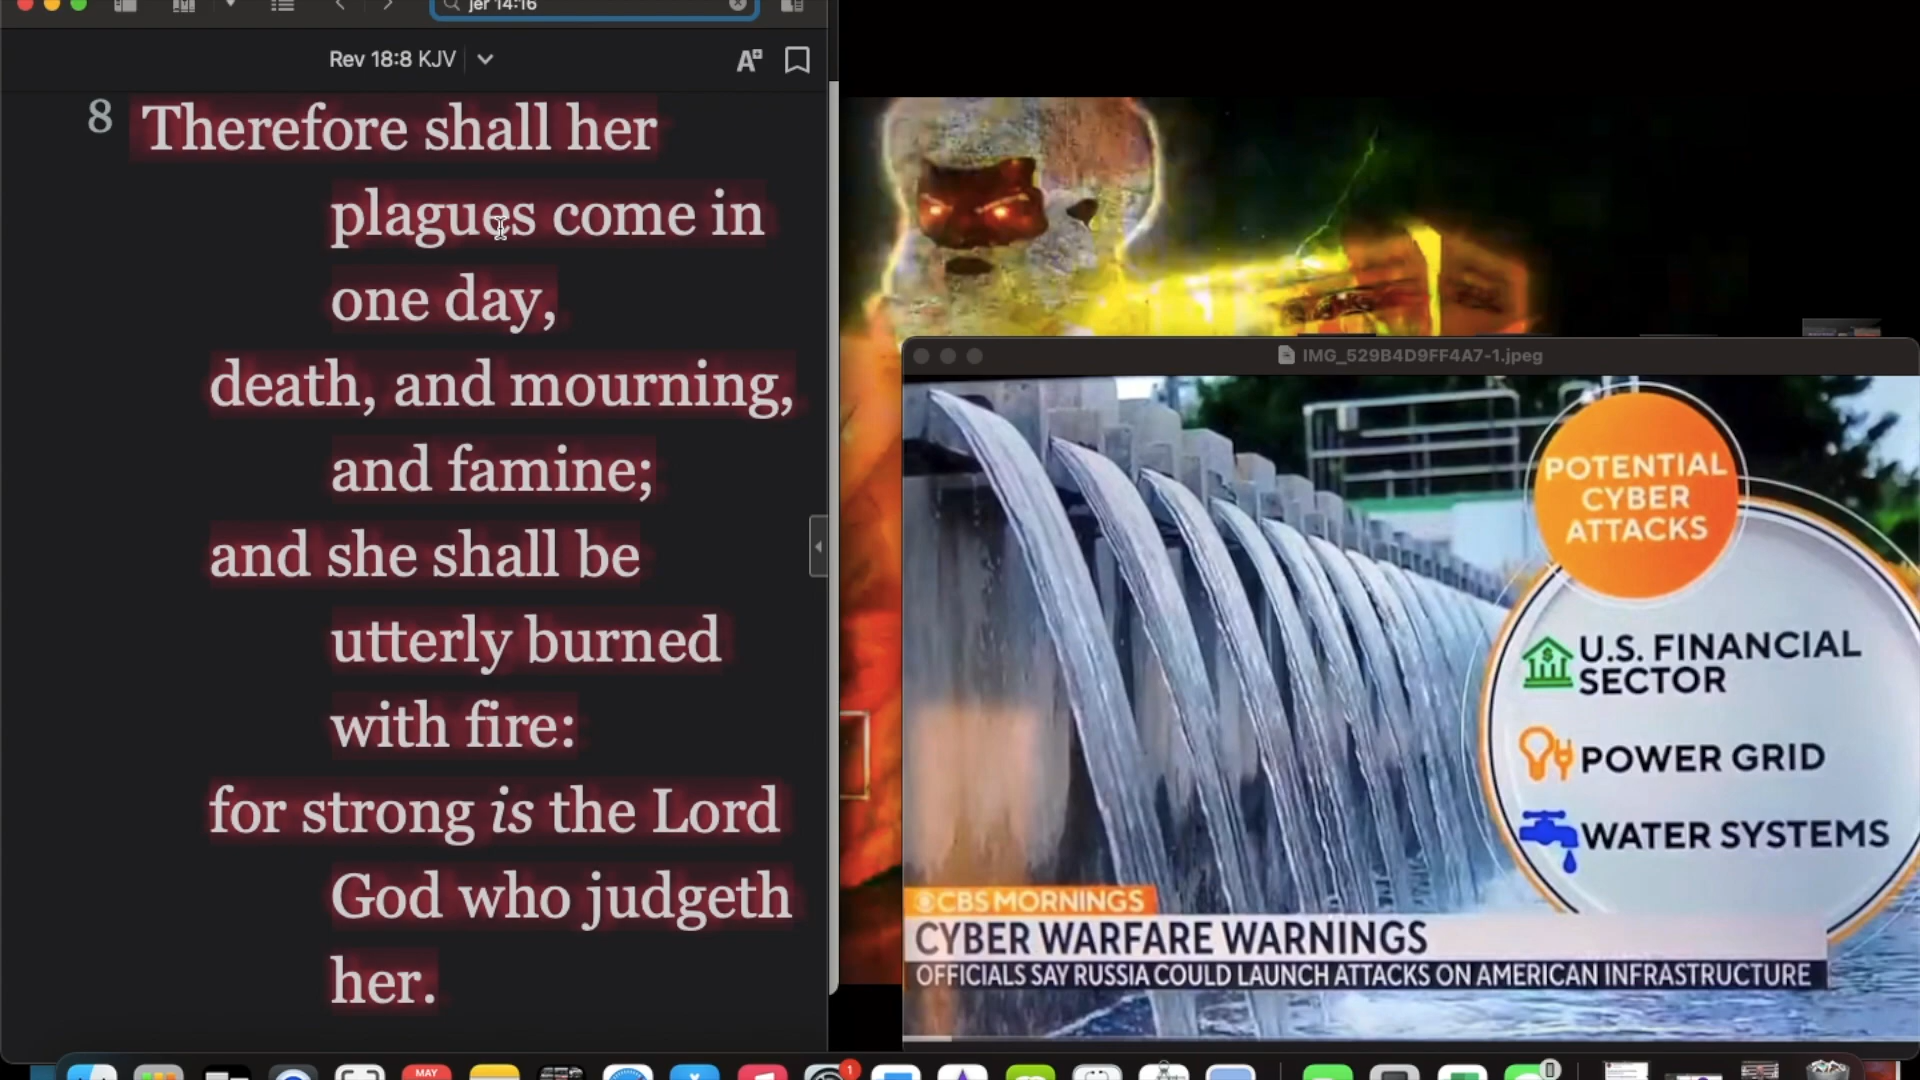 jer 14:16
Rev 18:8 KJV
8 Therefore shall her
plagues come in
one day,
death, and mourning,
and famine;
and she shall be
utterly burned
with fire:
for strong is the Lord
God who judgeth
her.
IMG_529B4D9FF4A7-1.jpeg
POTENTIAL
CYBER
ATTACKS
U.S. FINANCIAL
SECTOR
POWER GRID
WATER SYSTEMS
CBS MORNINGS
CYBER WARFARE WARNINGS
OFFICIALS SAY RUSSIA COULD LAUNCH ATTACKS ON AMERICAN INFRASTRUCTURE
MAY
1